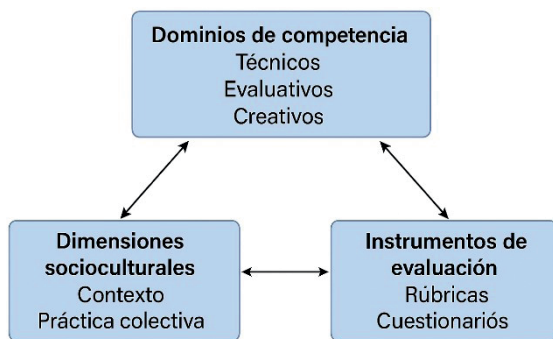 Dominios de competencia
Técnicos
Evaluativos
Creativos
Dimensiones
socioculturales
Contexto
Práctica colectiva
Instrumentos de
evaluación
Rúbricas
Cuestionariós